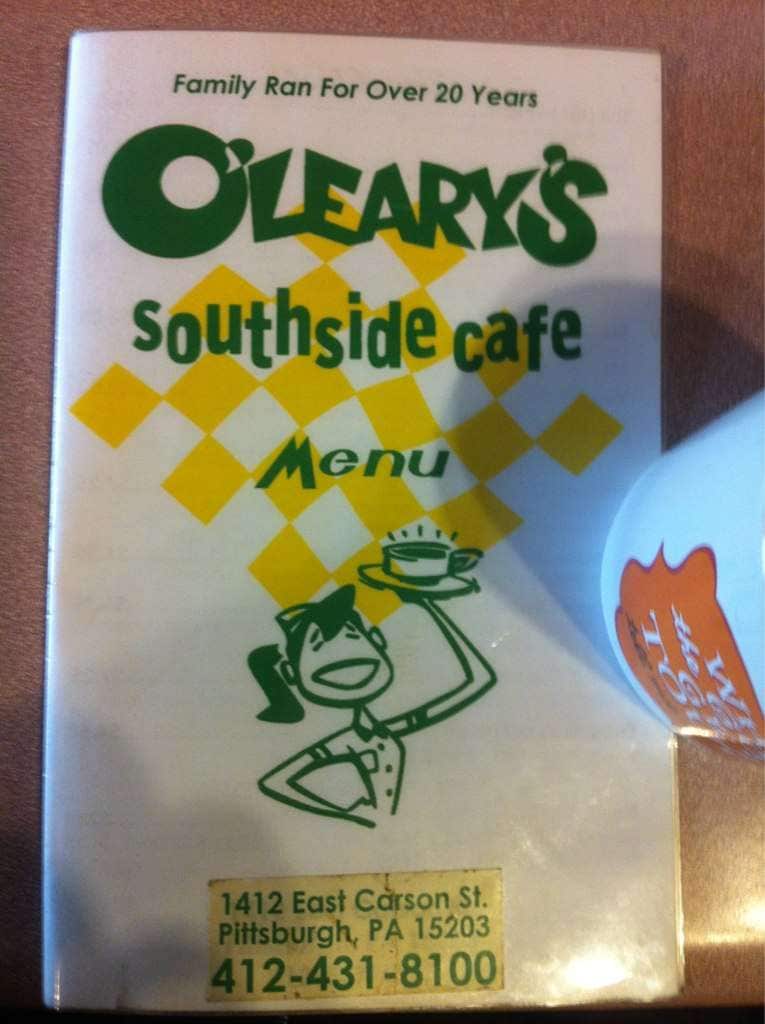 Family Ran For Over 20 Years
O'LEARY'S
southside cafe
Menu
1412 East Carson St.
Pittsburgh, PA 15203
412-431-8100